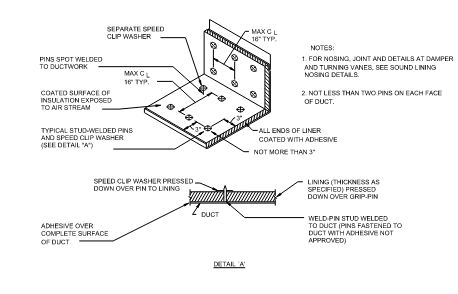 SEPARATE SPEED
CLIP WASHER
MAX C L
16" TYP.
NOTES:
PINS SPOT WELDED
TO DUCTWORK
1. FOR NOSING, JOINT AND DETAILS AT DAMPER
AND TURNING VANES, SEE SOUND LINING
NOSING DETAILS.
MAX C L
16" TYP.
COATED SURFACE OF
INSULATION EXPOSED
TO AIR STREAM
2. NOT LESS THAN TWO PINS ON EACH FACE
OF DUCT.
TYPICAL STUD-WELDED PINS
AND SPEED CLIP WASHER
(SEE DETAIL "A")
3"
3"
ALL ENDS OF LINER
COATED WITH ADHESIVE
NOT MORE THAN 3"
SPEED CLIP WASHER PRESSED
DOWN OVER PIN TO LINING
LINING (THICKNESS AS
SPECIFIED) PRESSED
DOWN OVER GRIP-PIN
DUCT
ADHESIVE OVER
COMPLETE SURFACE
OF DUCT
WELD-PIN STUD WELDED
TO DUCT (PINS FASTENED
TO DUCT WITH ADHESIVE NOT
APPROVED)
DETAIL 'A'